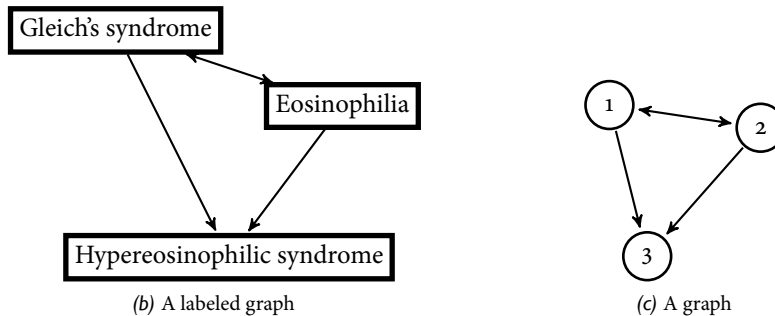 Gleich's syndrome
Eosinophilia
Hypereosinophilic syndrome
(b) A labeled graph
1
2
3
(c) A graph